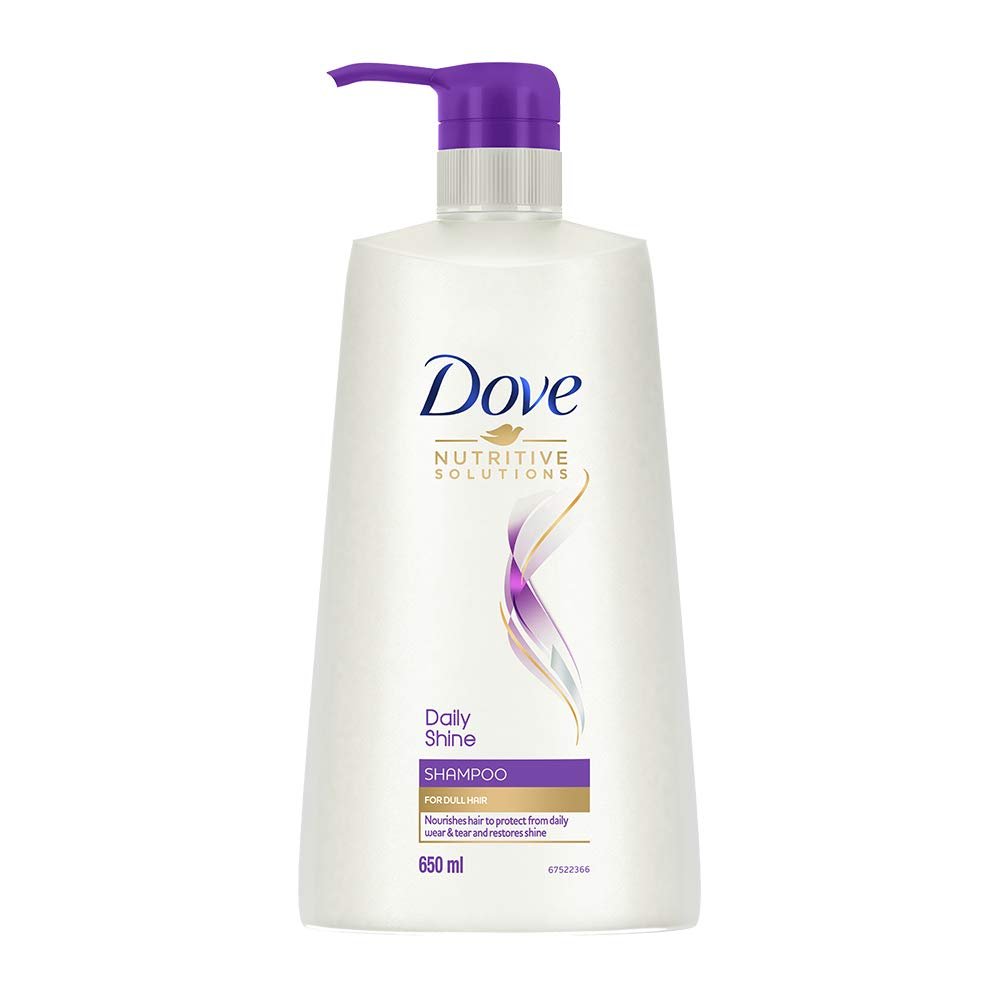 Dove
NUTRITIVE
SOLUTIONS
Daily
Shine
SHAMPOO
FOR DULL HAIR
Nourishes hair to protect from daily
wear & tear and restores shine
650 ml
67522366